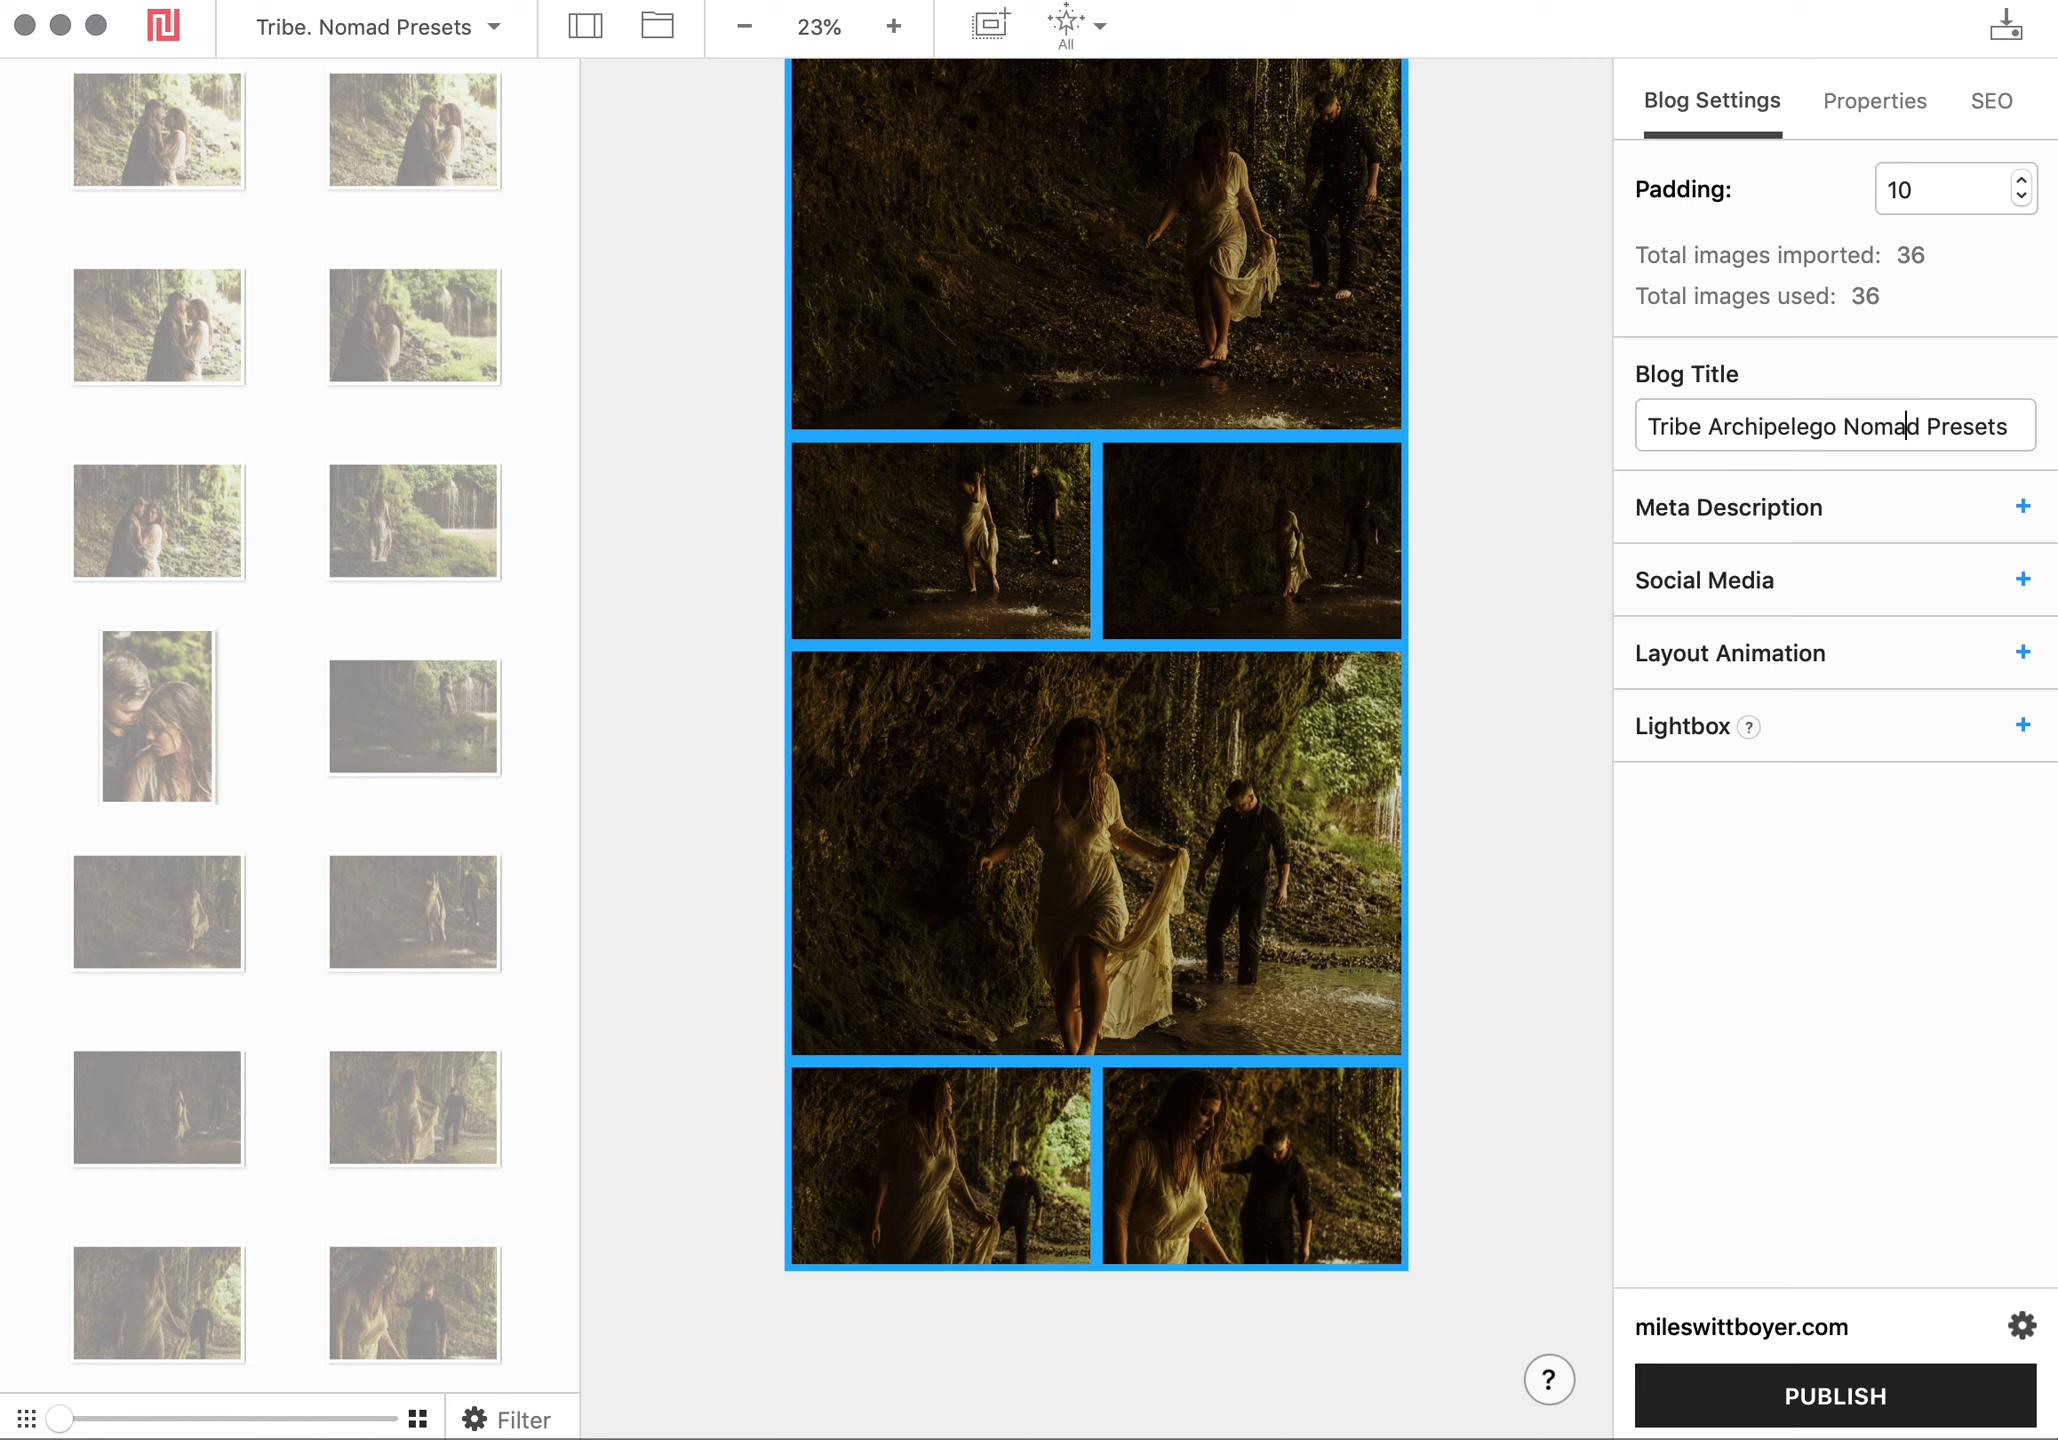 Tribe. Nomad Presets
23%
All
Blog Settings
Properties
SEO
Padding:
10
Total images imported: 36
Total images used: 36
Blog Title
Tribe Archipelego Nomad Presets
Meta Description
Social Media
Layout Animation
Lightbox ?
mileswittboyer.com
PUBLISH
?
Filter